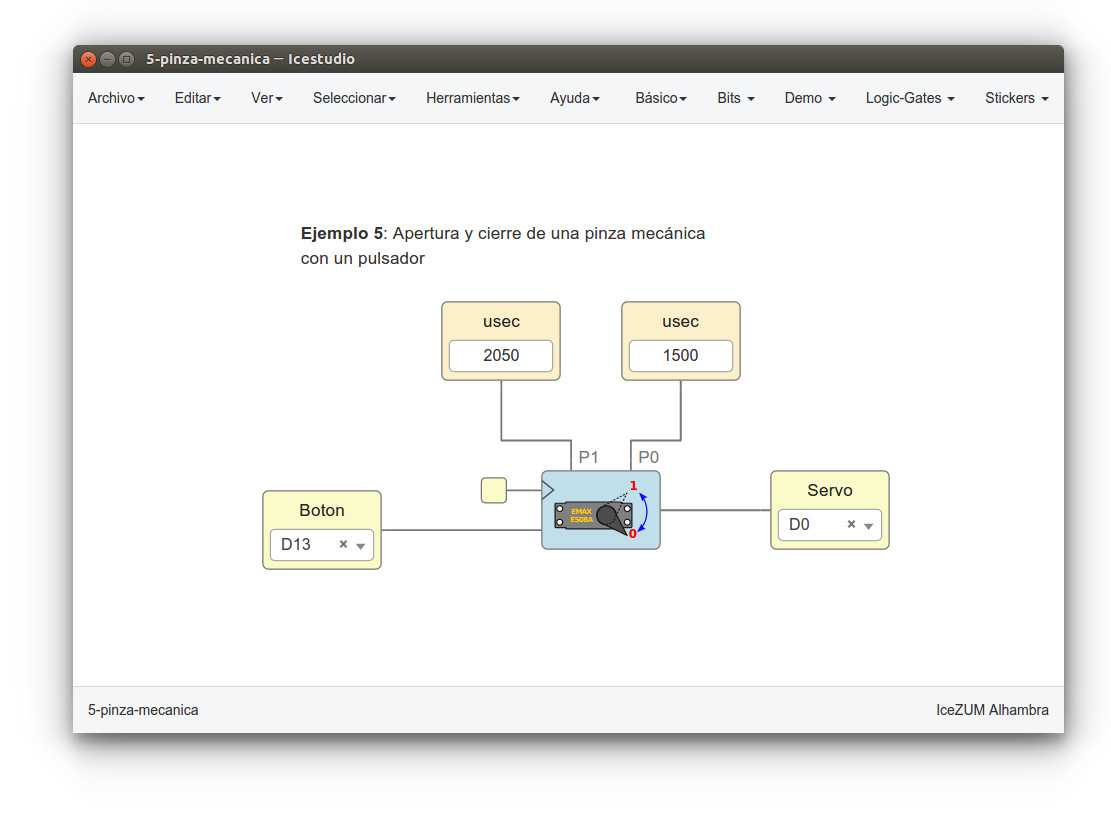 5-pinza-mecanica – Icestudio
Archivo Editar Ver Seleccionar Herramientas Ayuda Básico Bits Demo Logic-Gates Stickers
Ejemplo 5: Apertura y cierre de una pinza mecánica
con un pulsador
usec usec
2050 1500
P1 P0
Boton
D13
1
EMAX
ES08A
0
Servo
D0
5-pinza-mecanica IceZUM Alhambra